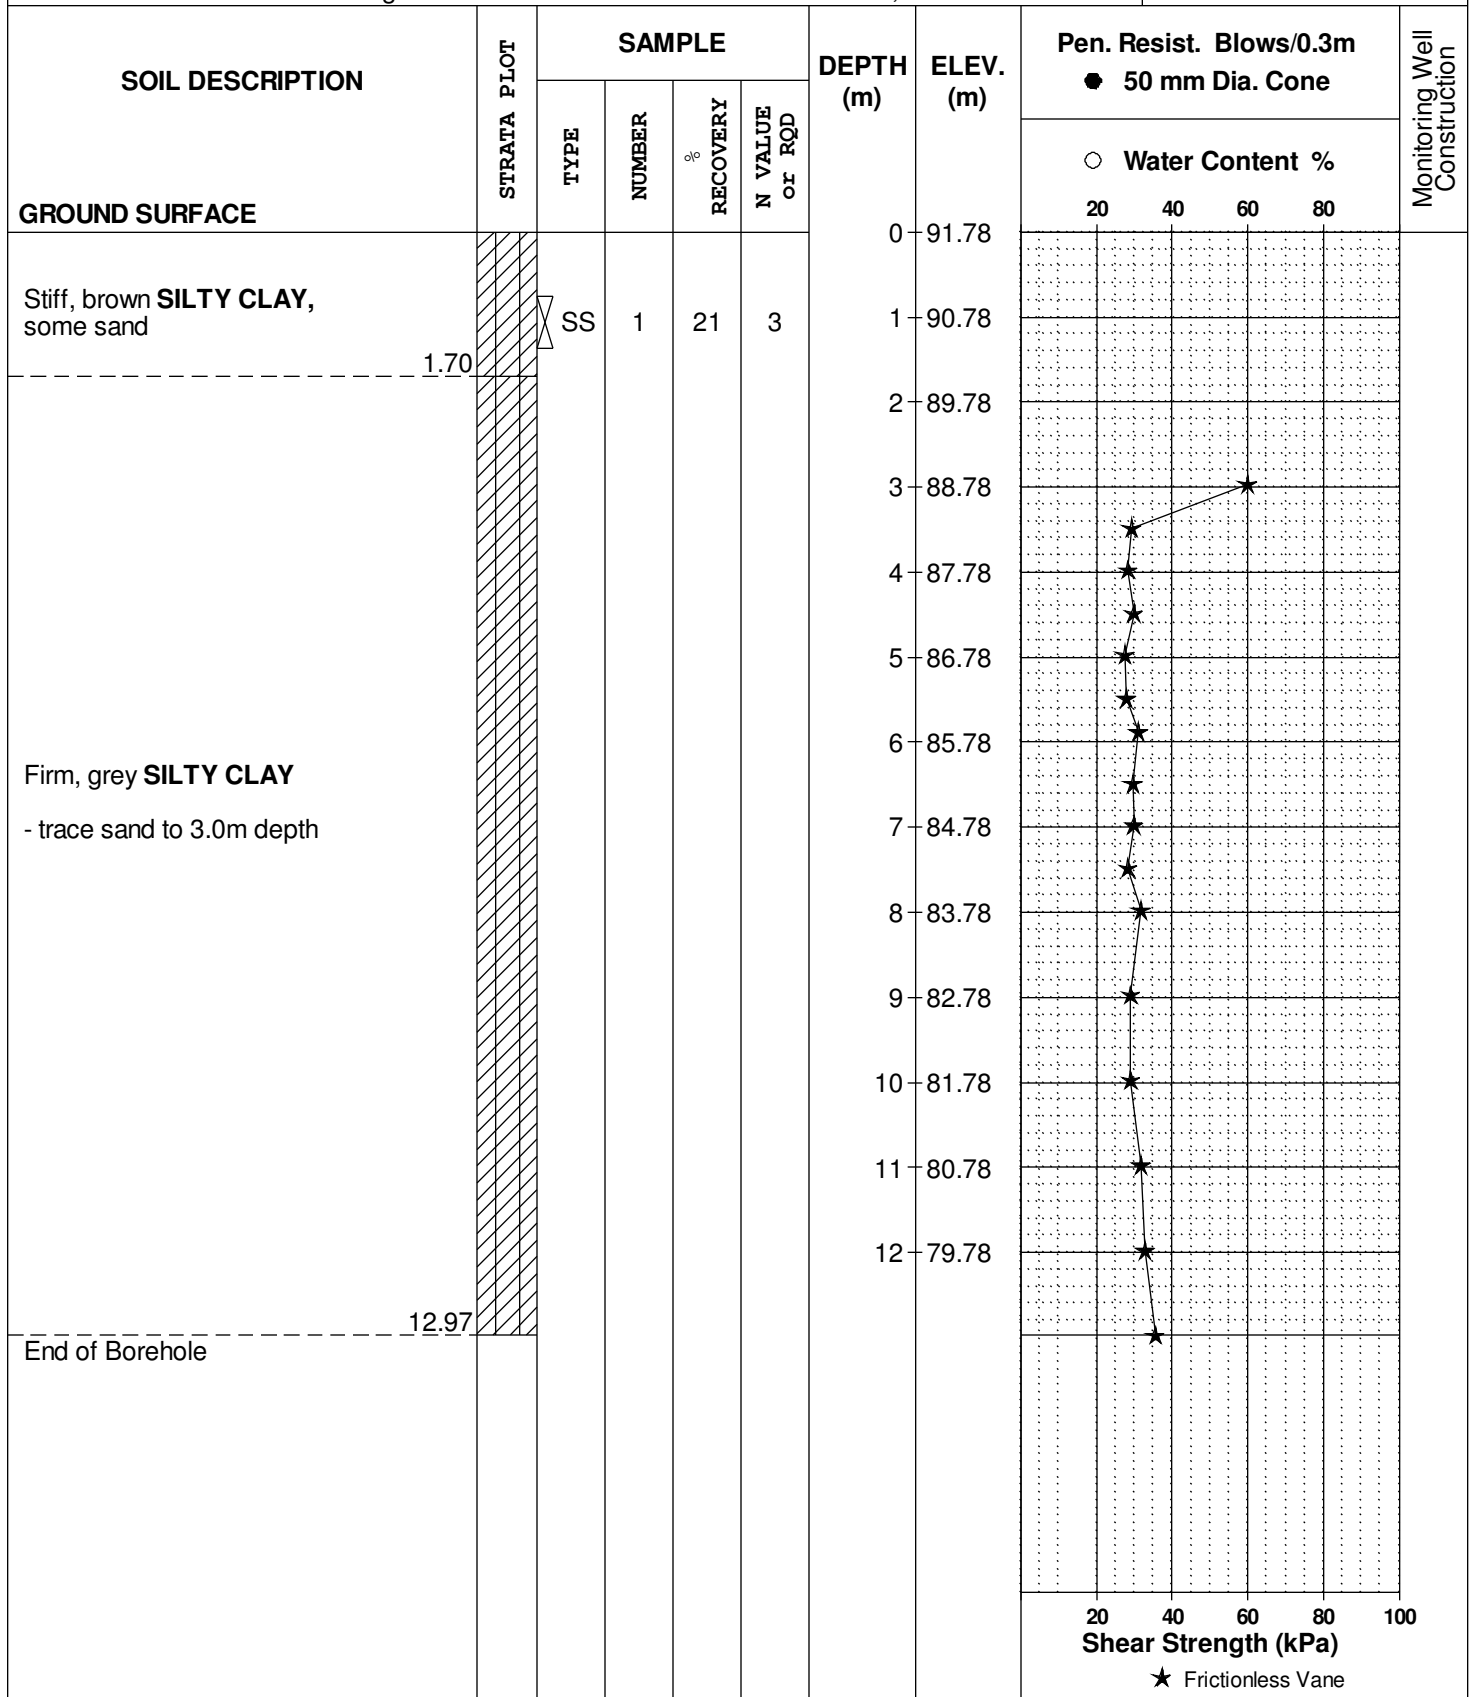 SOIL DESCRIPTION
GROUND SURFACE
STRATA PLOT
SAMPLE
TYPE
NUMBER
%
RECOVERY
N VALUE
or RQD
DEPTH
(m)
ELEV.
(m)
Pen. Resist. Blows/0.3m
● 50 mm Dia. Cone
○ Water Content %
20 40 60 80
Monitoring Well
Construction
0 91.78
Stiff, brown SILTY CLAY,
some sand
SS 1 21 3
1 90.78
1.70
2 89.78
3 88.78
4 87.78
5 86.78
6 85.78
Firm, grey SILTY CLAY
- trace sand to 3.0m depth
7 84.78
8 83.78
9 82.78
10 81.78
11 80.78
12 79.78
12.97
End of Borehole
20 40 60 80 100
Shear Strength (kPa)
★ Frictionless Vane